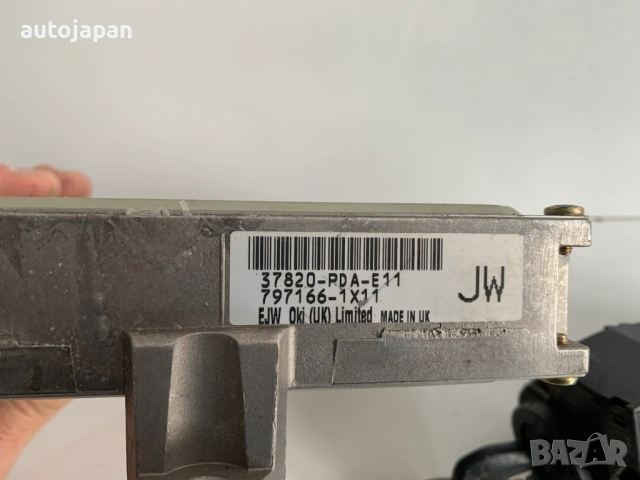 autojapan
37820-PDA-E11
797166-1X11
JW
EJW Oki (UK) Limited MADE IN UK
BAZAR